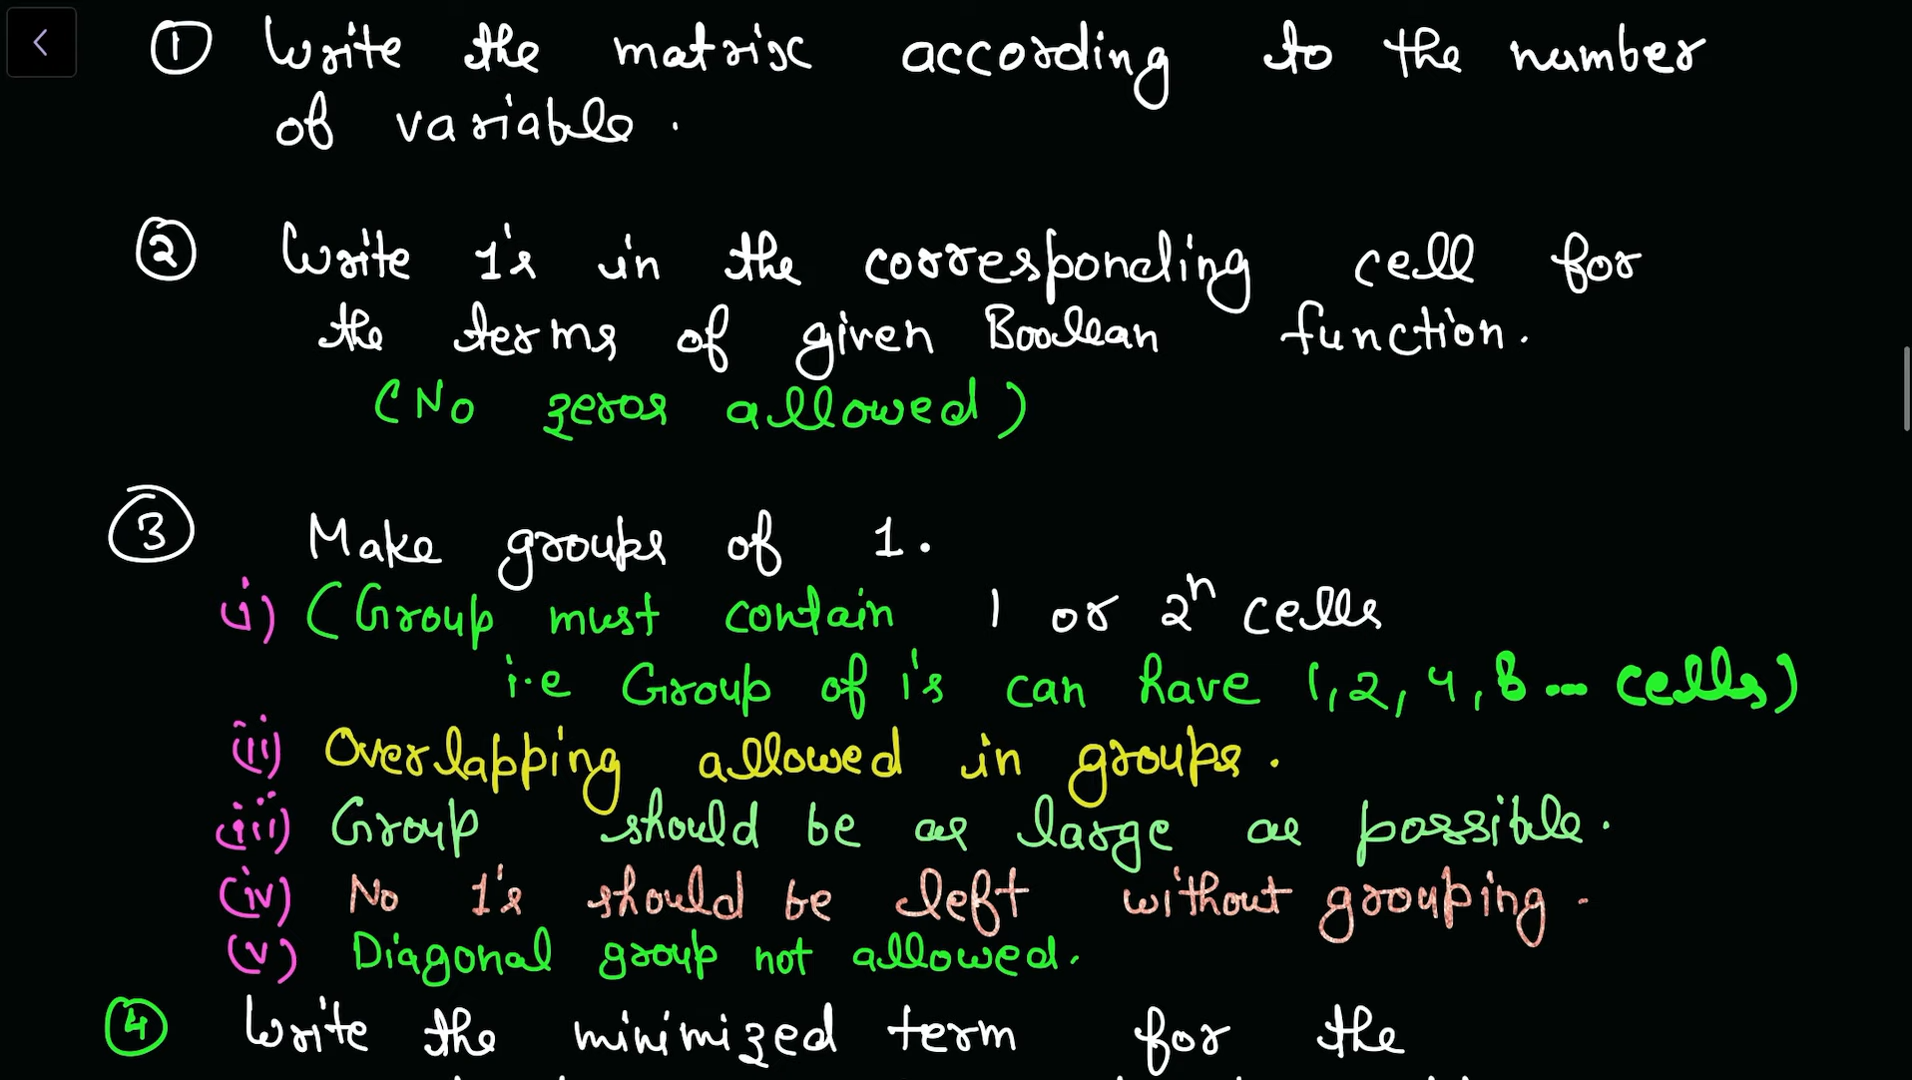 ① Write the matrix according to the number
of variable.
② Write 1's in the corresponding cell for
the terms of given Boolean function.
(No zeros allowed)
③ Make groups of 1.
i) (Group must contain 1 or 2ⁿ cells
i.e Group of 1's can have 1, 2, 4, 8 ... cells)
(ii) Overlapping allowed in groups.
(iii) Group should be as large as possible.
(iv) No 1's should be left without grouping.
(v) Diagonal group not allowed.
④ Write the minimized term for the